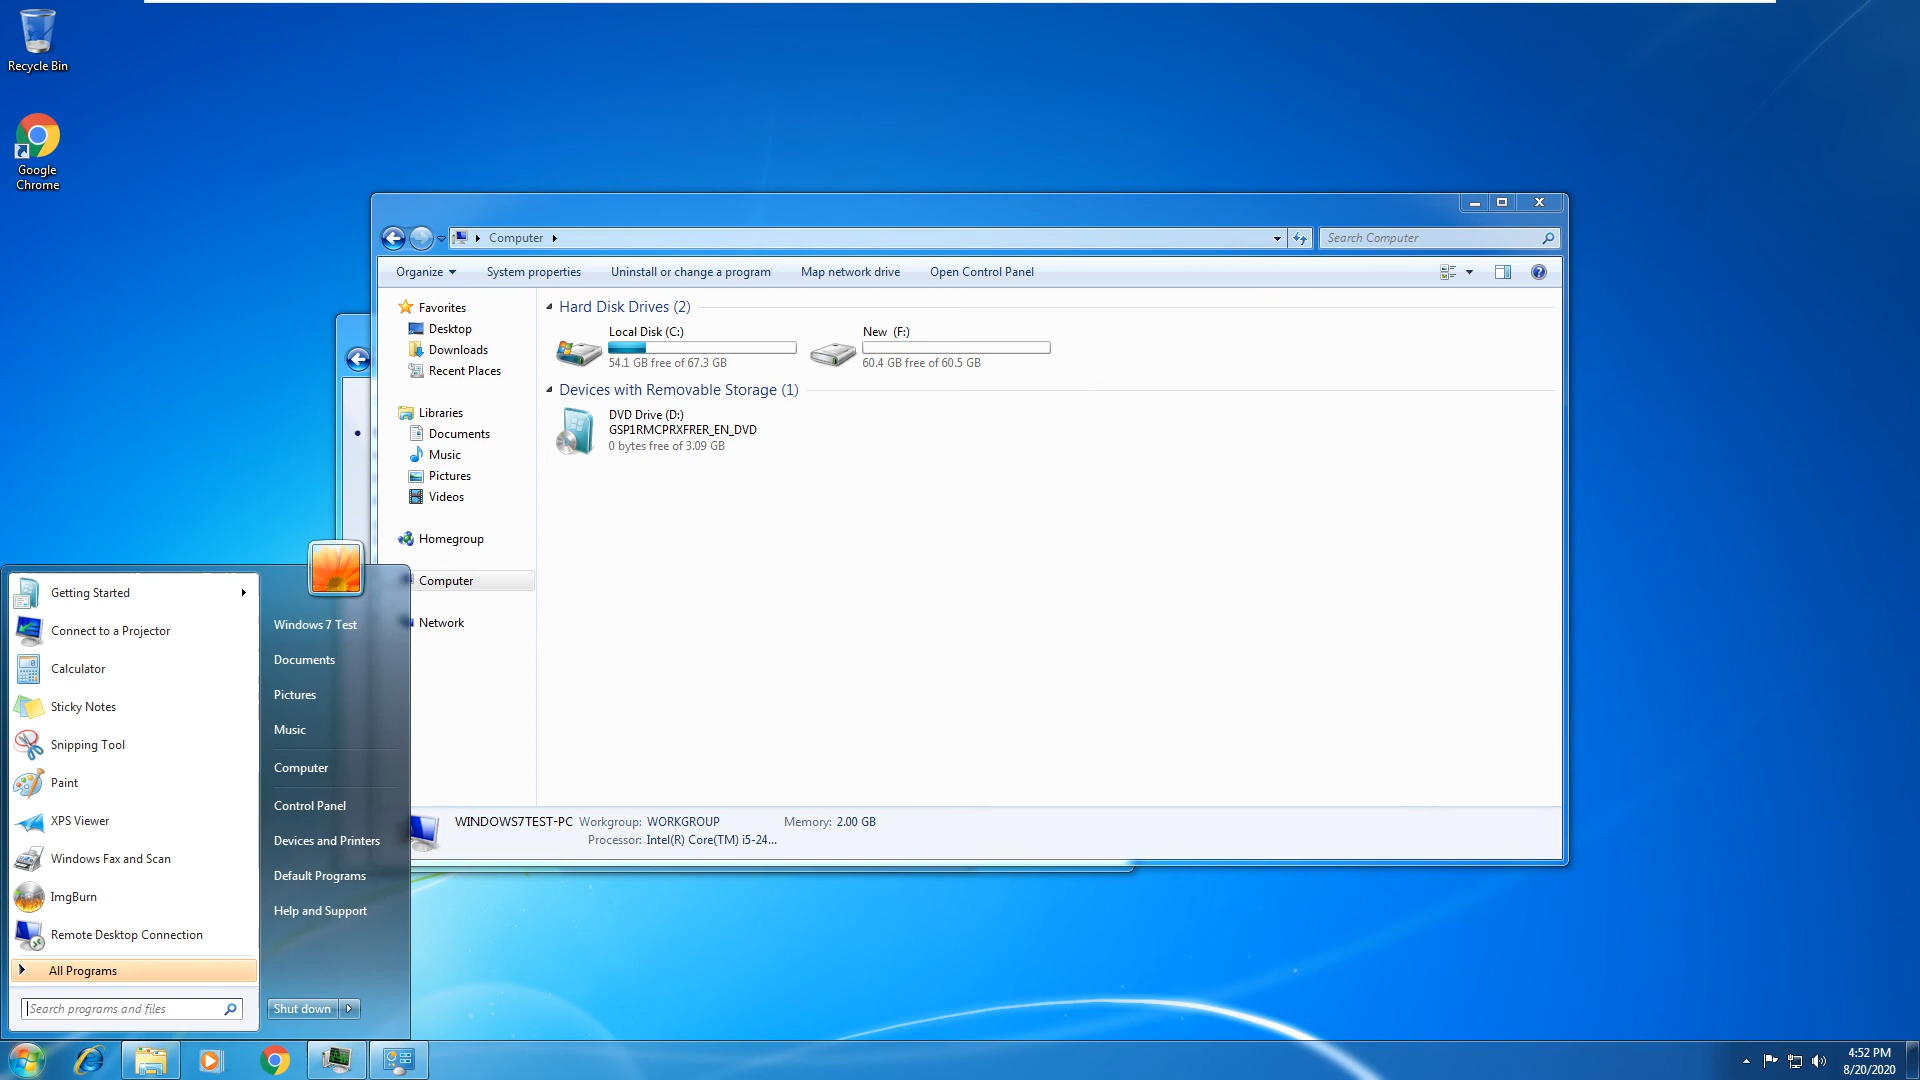 Recycle Bin
Google
Chrome
Computer
Search Computer
Organize
System properties
Uninstall or change a program
Map network drive
Open Control Panel
Favorites
Desktop
Downloads
Recent Places
Libraries
Documents
Music
Pictures
Videos
Homegroup
Computer
Network
Hard Disk Drives (2)
Local Disk (C:)
54.1 GB free of 67.3 GB
New (F:)
60.4 GB free of 60.5 GB
Devices with Removable Storage (1)
DVD Drive (D:)
GSP1RMCPRXFRER_EN_DVD
0 bytes free of 3.09 GB
WINDOWS7TEST-PC Workgroup: WORKGROUP Memory: 2.00 GB
Processor: Intel(R) Core(TM) i5-24...
Getting Started
Connect to a Projector
Calculator
Sticky Notes
Snipping Tool
Paint
XPS Viewer
Windows Fax and Scan
ImgBurn
Remote Desktop Connection
All Programs
Search programs and files
Windows 7 Test
Documents
Pictures
Music
Computer
Control Panel
Devices and Printers
Default Programs
Help and Support
Shut down
4:52 PM
8/20/2020